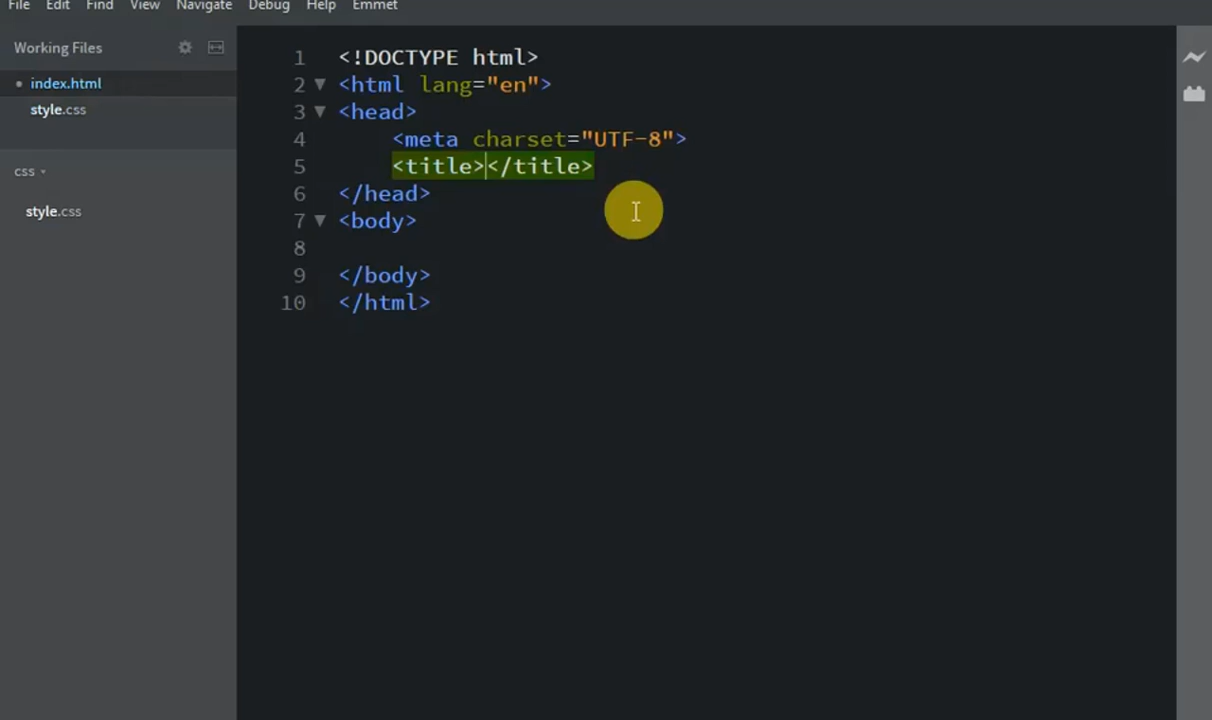 File Edit Find View Navigate Debug Help Emmet
Working Files
index.html
style.css
css
style.css
1 <!DOCTYPE html>
2 <html lang="en">
3 <head>
4 <meta charset="UTF-8">
5 <title></title>
6 </head>
7 <body>
8
9 </body>
10 </html>